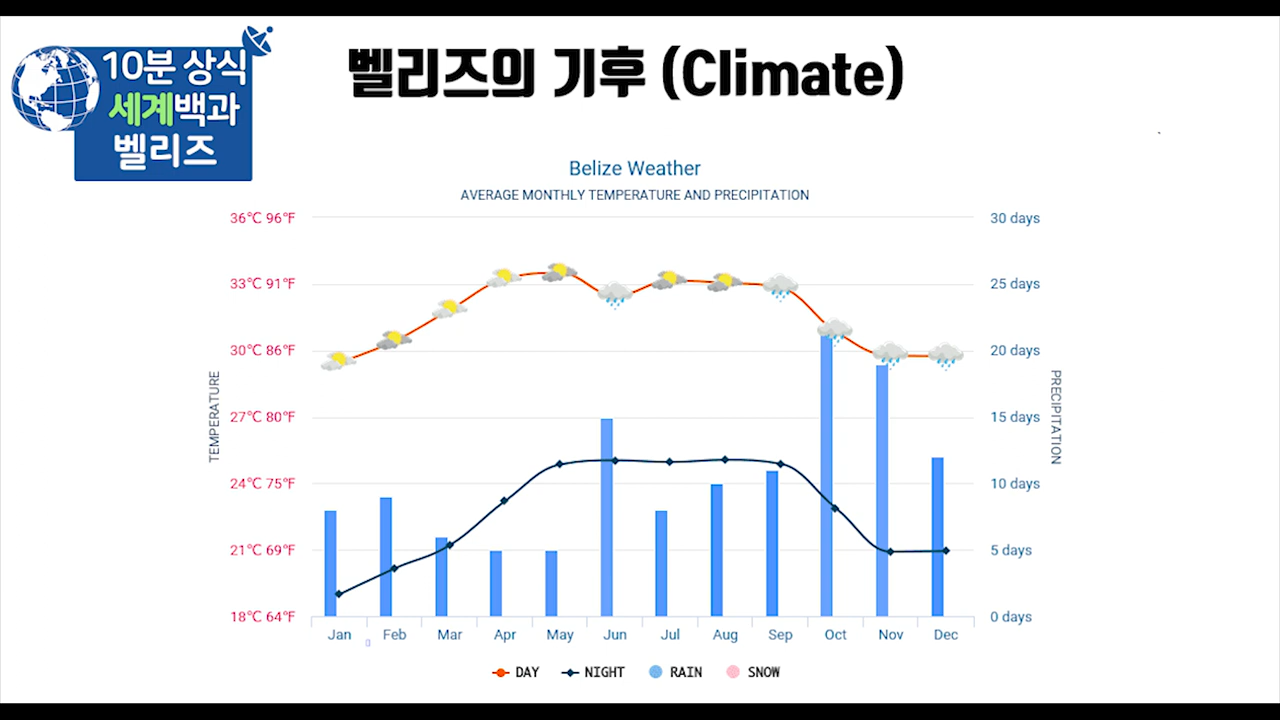 10분 상식
세계백과
벨리즈
벨리즈의 기후 (Climate)
Belize Weather
AVERAGE MONTHLY TEMPERATURE AND PRECIPITATION
36°C 96°F
33°C 91°F
30°C 86°F
27°C 80°F
24°C 75°F
21°C 69°F
18°C 64°F
TEMPERATURE
30 days
25 days
20 days
15 days
10 days
5 days
0 days
PRECIPITATION
Jan Feb Mar Apr May Jun Jul Aug Sep Oct Nov Dec
DAY NIGHT RAIN SNOW